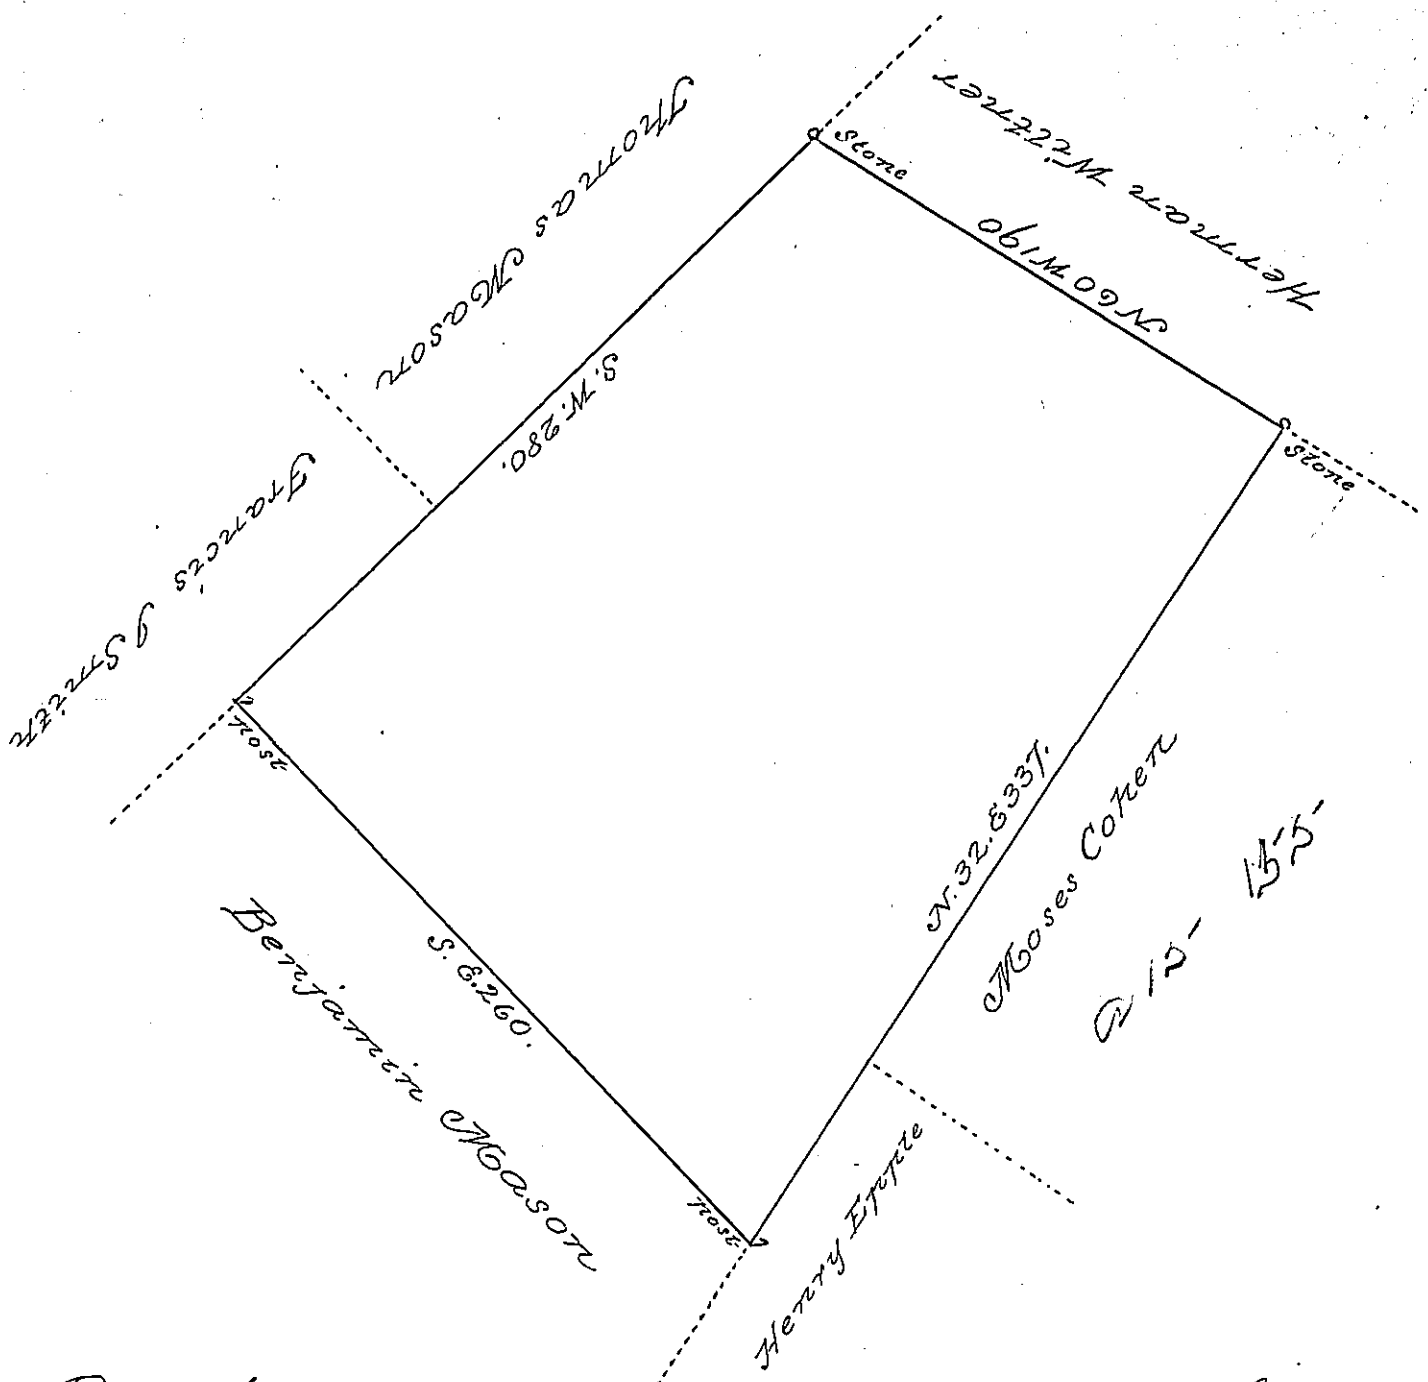 Thomas Mason
Herman Witzner
Stone
N 60 W 190
S. W. 280.
Stone
Francis J Smith
post
N. 32. E 337.
Moses Cohen
S. E. 260.
Benjamin Mason
Henry Epple
post